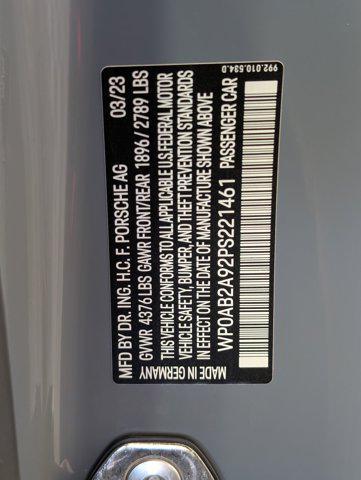 992.010.534.D
MFD BY DR. ING. H.C. F. PORSCHE AG 03/23
GVWR 4376 LBS GAWR FRONT/REAR 1896/2789 LBS
THIS VEHICLE CONFORMS TO ALL APPLICABLE U.S. FEDERAL MOTOR
VEHICLE SAFETY, BUMPER, AND THEFT PREVENTION STANDARDS
IN EFFECT ON THE DATE OF MANUFACTURE SHOWN ABOVE
WP0AB2A92PS221461 PASSENGER CAR
MADE IN GERMANY